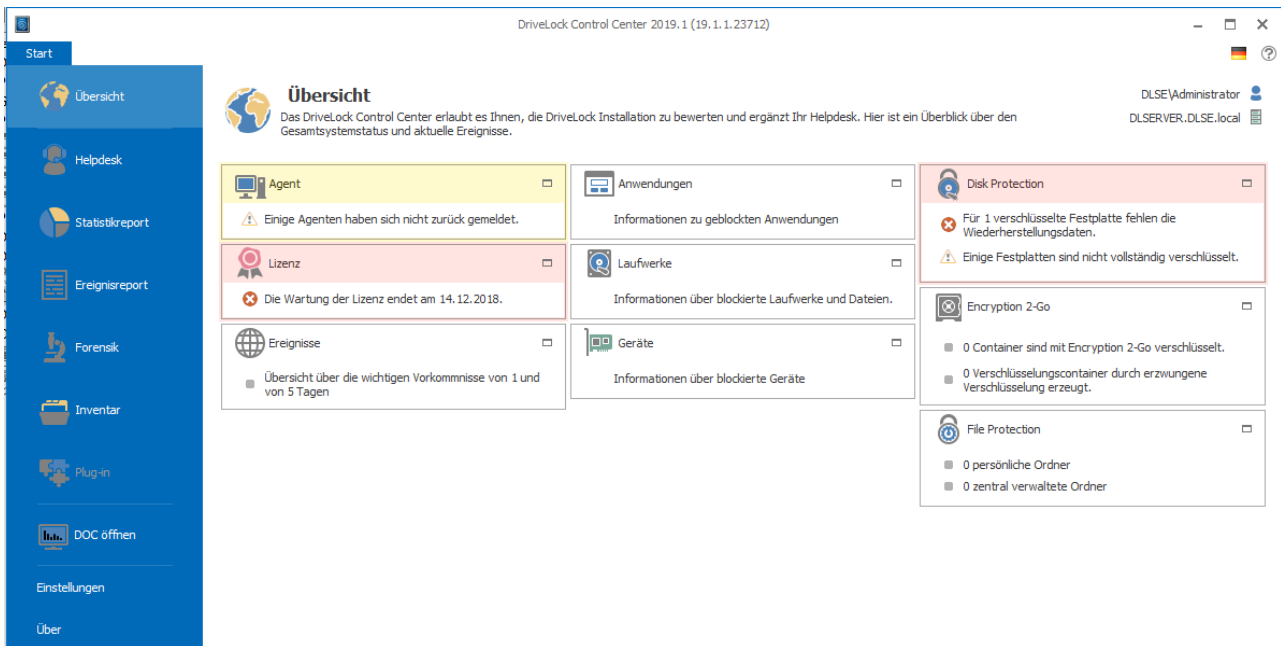 DriveLock Control Center 2019.1 (19.1.1.23712)
Start
Übersicht
Helpdesk
Statistikreport
Ereignisreport
Forensik
Inventar
Plug-in
DOC öffnen
Einstellungen
Über
Übersicht
Das DriveLock Control Center erlaubt es Ihnen, die DriveLock Installation zu bewerten und ergänzt Ihr Helpdesk. Hier ist ein Überblick über den
Gesamtsystemstatus und aktuelle Ereignisse.
DLSE\Administrator
DLSERVER.DLSE.local
Agent
Einige Agenten haben sich nicht zurück gemeldet.
Lizenz
Die Wartung der Lizenz endet am 14.12.2018.
Ereignisse
Übersicht über die wichtigen Vorkommnisse von 1 und
von 5 Tagen
Anwendungen
Informationen zu geblockten Anwendungen
Laufwerke
Informationen über blockierte Laufwerke und Dateien.
Geräte
Informationen über blockierte Geräte
Disk Protection
Für 1 verschlüsselte Festplatte fehlen die
Wiederherstellungsdaten.
Einige Festplatten sind nicht vollständig verschlüsselt.
Encryption 2-Go
0 Container sind mit Encryption 2-Go verschlüsselt.
0 Verschlüsselungscontainer durch erzwungene
Verschlüsselung erzeugt.
File Protection
0 persönliche Ordner
0 zentral verwaltete Ordner